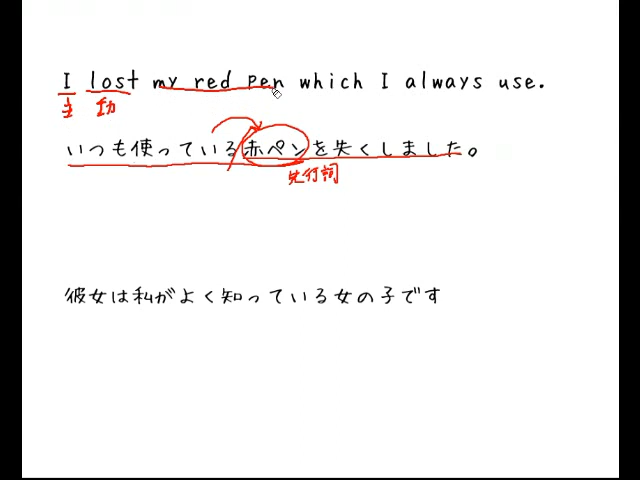 I lost my red pen which I always use.
主 動
いつも使っている赤ペンを失くしました。
先行詞
彼女は私がよく知っている女の子です